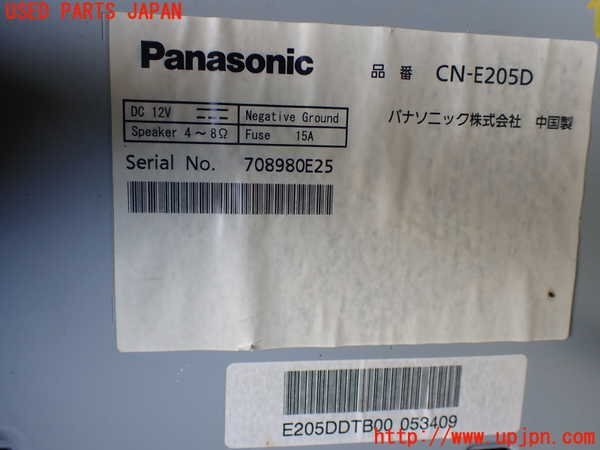 USED PARTS JAPAN
Panasonic 品番 CN-E205D
DC 12V Negative Ground
Speaker 4～8Ω Fuse 15A
パナソニック株式会社 中国製
Serial No. 708980E25
E205DDTB00 053409
©UPJ http://www.upjpn.com/